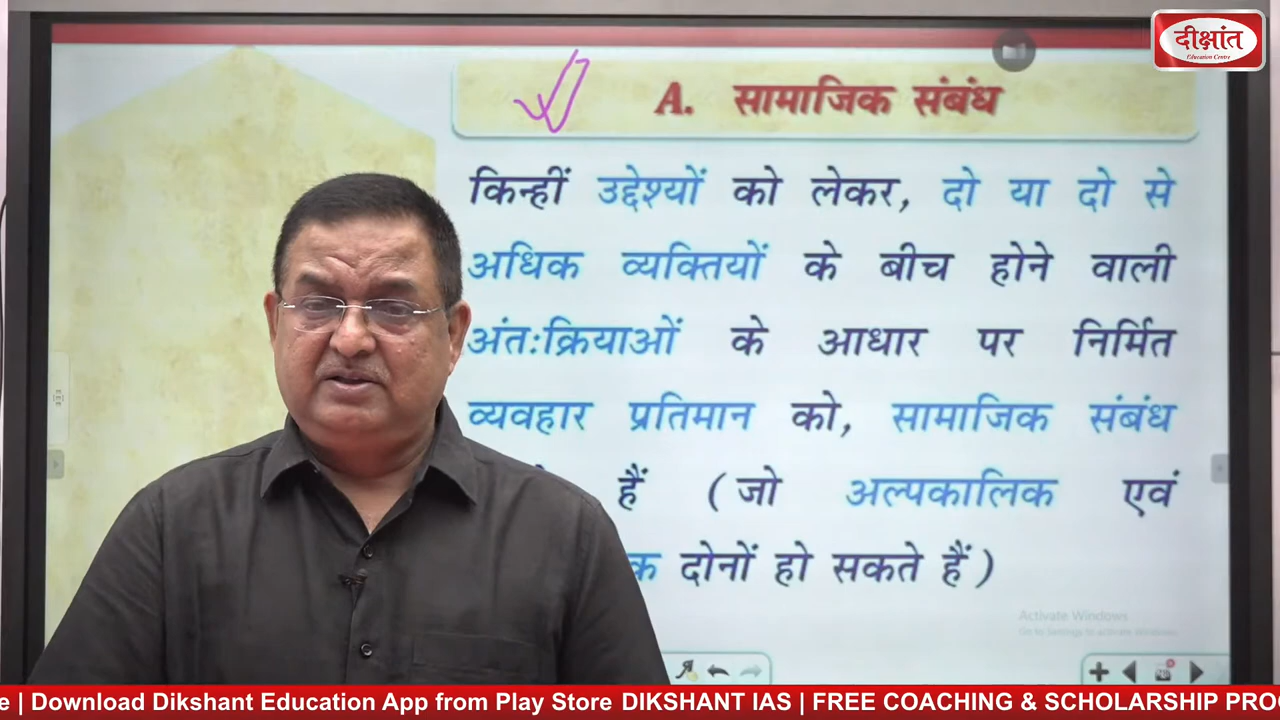 दीक्षांत
Education Centre
A. सामाजिक संबंध
किन्हीं उद्देश्यों को लेकर, दो या दो से
अधिक व्यक्तियों के बीच होने वाली
अंतःक्रियाओं के आधार पर निर्मित
व्यवहार प्रतिमान को, सामाजिक संबंध
हैं (जो अल्पकालिक एवं
क दोनों हो सकते हैं)
Activate Windows
Go to Settings to activate Windows.
e | Download Dikshant Education App from Play Store DIKSHANT IAS | FREE COACHING & SCHOLARSHIP PRO